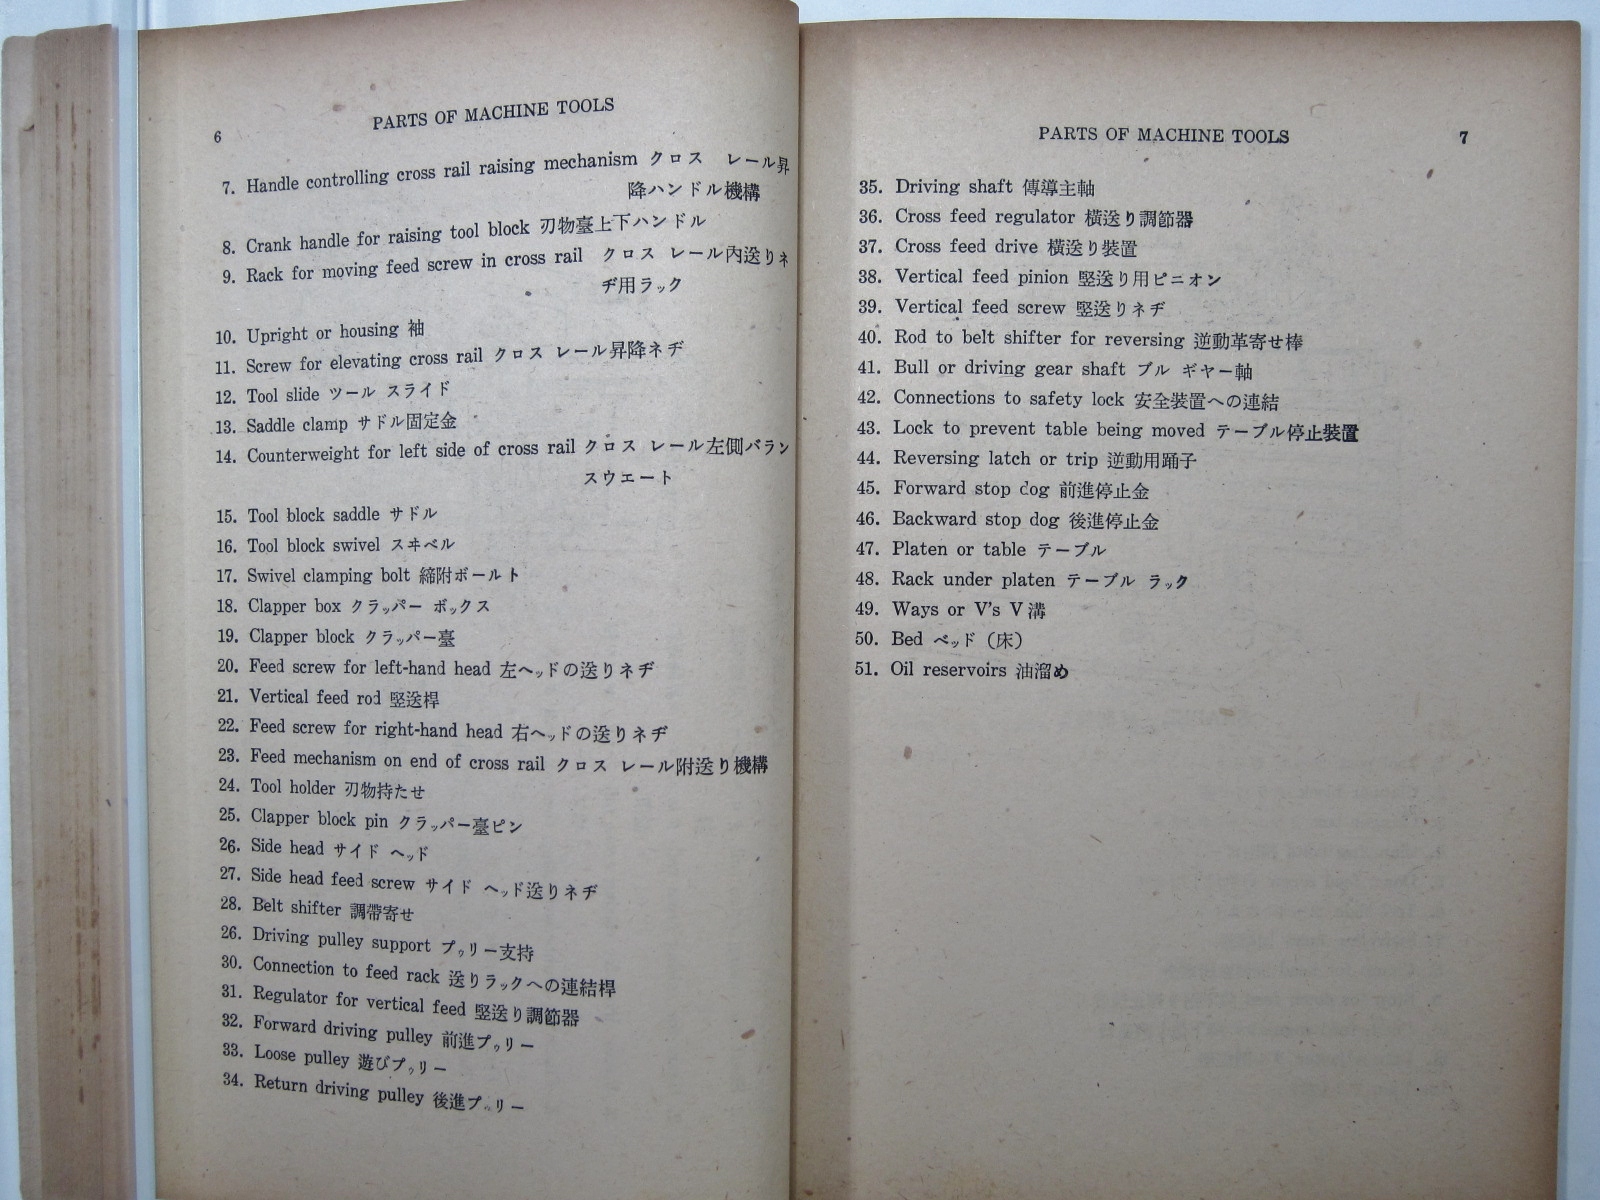 6
PARTS OF MACHINE TOOLS
7. Handle controlling cross rail raising mechanism クロス レール昇
降ハンドル機構
8. Crank handle for raising tool block 刃物臺上下ハンドル
9. Rack for moving feed screw in cross rail クロス レール內送りネ
ヂ用ラック
10. Upright or housing 袖
11. Screw for elevating cross rail クロス レール昇降ネヂ
12. Tool slide ツール スライド
13. Saddle clamp サドル固定金
14. Counterweight for left side of cross rail クロス レール左側バラン
スウエート
15. Tool block saddle サドル
16. Tool block swivel スヰベル
17. Swivel clamping bolt 締附ボールト
18. Clapper box クラッパー ボックス
19. Clapper block クラッパー臺
20. Feed screw for left-hand head 左ヘッドの送りネヂ
21. Vertical feed rod 竪送桿
22. Feed screw for right-hand head 右ヘッドの送りネヂ
23. Feed mechanism on end of cross rail クロス レール附送り機構
24. Tool holder 刃物持たせ
25. Clapper block pin クラッパー臺ピン
26. Side head サイド ヘッド
27. Side head feed screw サイド ヘッド送りネヂ
28. Belt shifter 調帶寄せ
26. Driving pulley support プゥリー支持
30. Connection to feed rack 送りラックへの連結桿
31. Regulator for vertical feed 竪送り調節器
32. Forward driving pulley 前進プゥリー
33. Loose pulley 遊びプゥリー
34. Return driving pulley 後進プゥリー
PARTS OF MACHINE TOOLS
7
35. Driving shaft 傳導主軸
36. Cross feed regulator 橫送り調節器
37. Cross feed drive 橫送り裝置
38. Vertical feed pinion 竪送り用ピニオン
39. Vertical feed screw 竪送りネヂ
40. Rod to belt shifter for reversing 逆動革寄せ棒
41. Bull or driving gear shaft ブル ギヤー軸
42. Connections to safety lock 安全裝置への連結
43. Lock to prevent table being moved テーブル停止裝置
44. Reversing latch or trip 逆動用踊子
45. Forward stop dog 前進停止金
46. Backward stop dog 後進停止金
47. Platen or table テーブル
48. Rack under platen テーブル ラック
49. Ways or V's V溝
50. Bed ベッド（床）
51. Oil reservoirs 油溜め